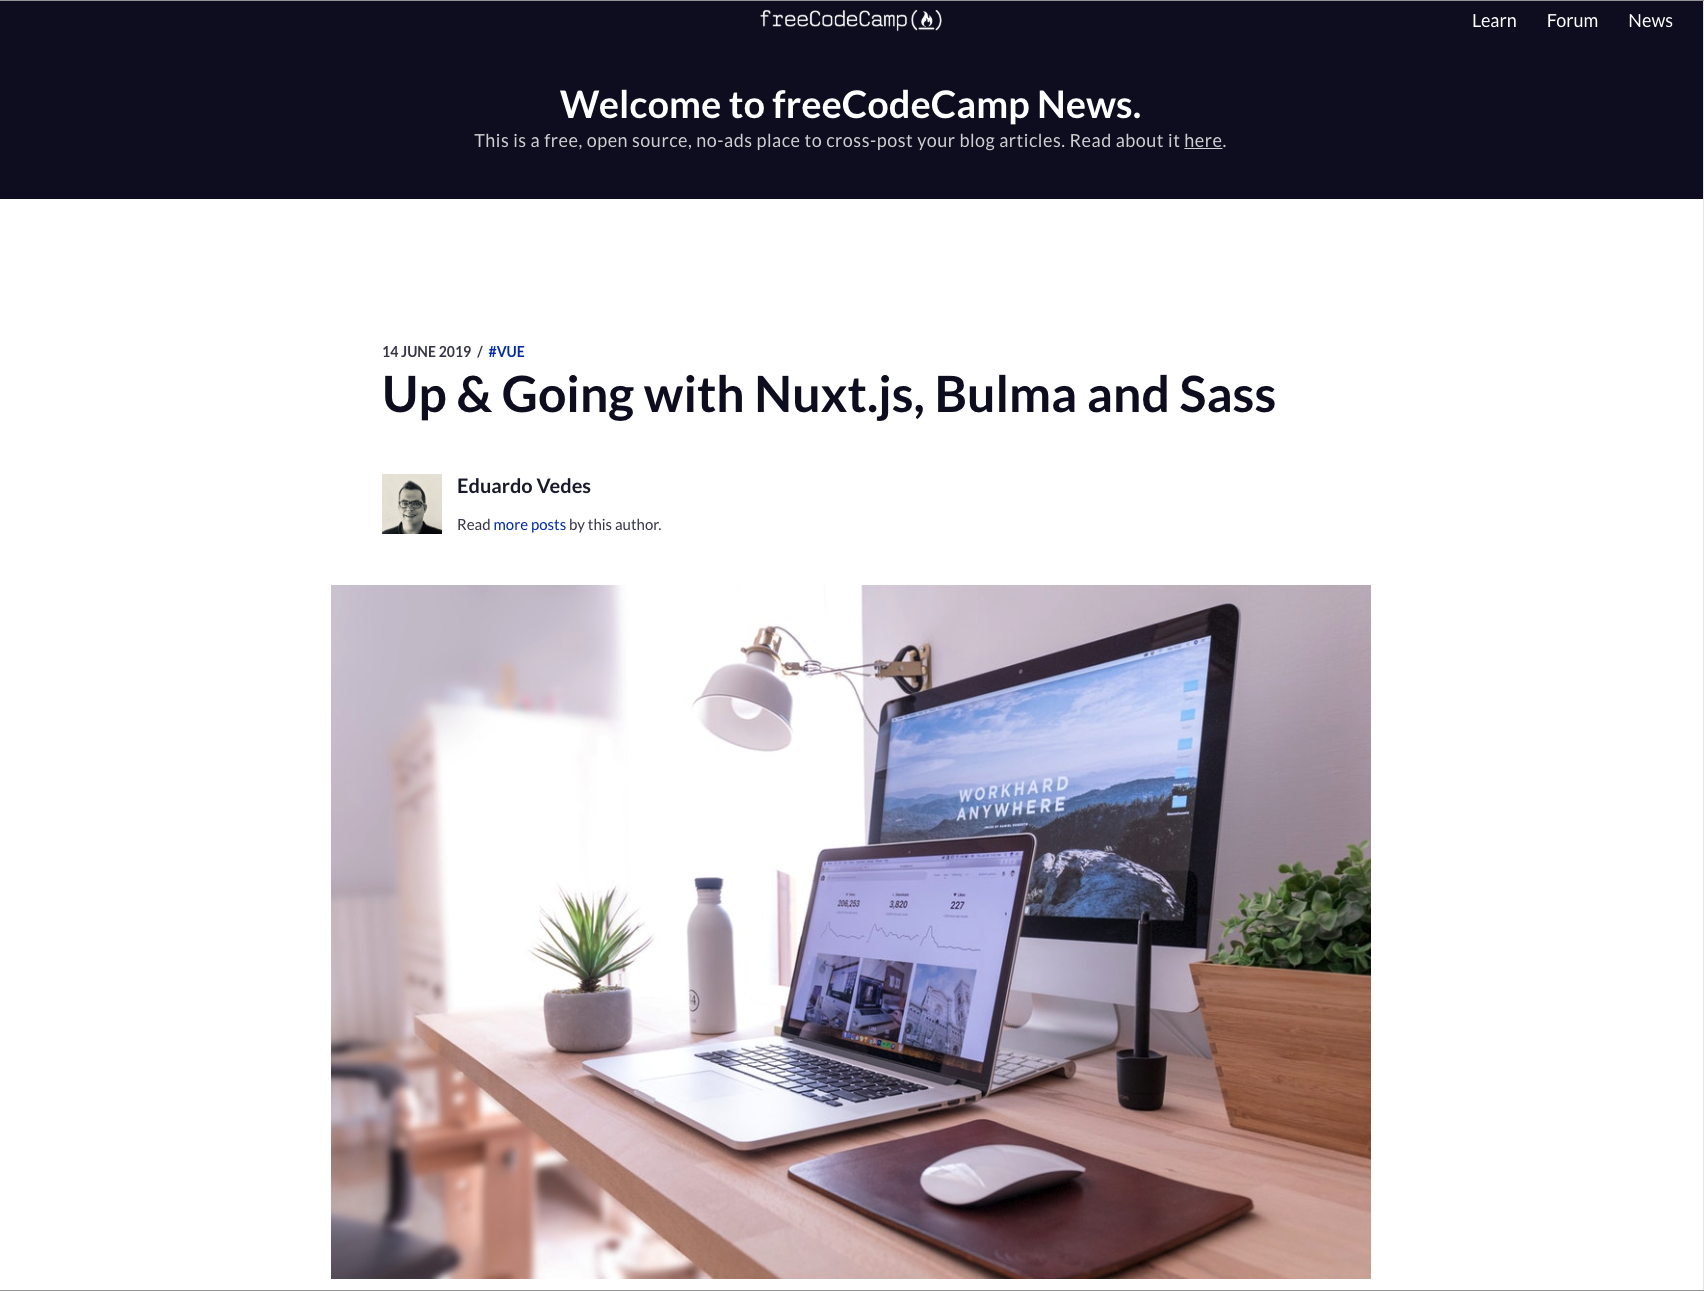 freeCodeCamp(🔥)
Learn Forum News
Welcome to freeCodeCamp News.
This is a free, open source, no-ads place to cross-post your blog articles. Read about it here.
14 JUNE 2019 / #VUE
Up & Going with Nuxt.js, Bulma and Sass
Eduardo Vedes
Read more posts by this author.
WORKHARD
ANYWHERE
206,253 3,820 227